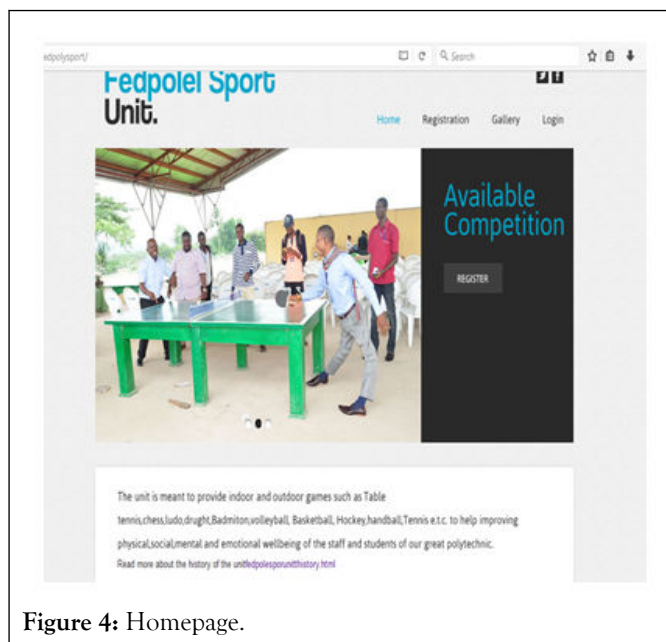 edpolysport/
Search
Fedpolel Sport
Unit.
Home Registration Gallery Login
Available
Competition
REGISTER
The unit is meant to provide indoor and outdoor games such as Table
tennis,chess,ludo,drught,Badmiton,volleyball, Basketball, Hockey,handball,Tennis e.t.c. to help improving
physical,social,mental and emotional wellbeing of the staff and students of our great polytechnic.
Read more about the history of the unitfedpolesporunitthistory.html
Figure 4: Homepage.